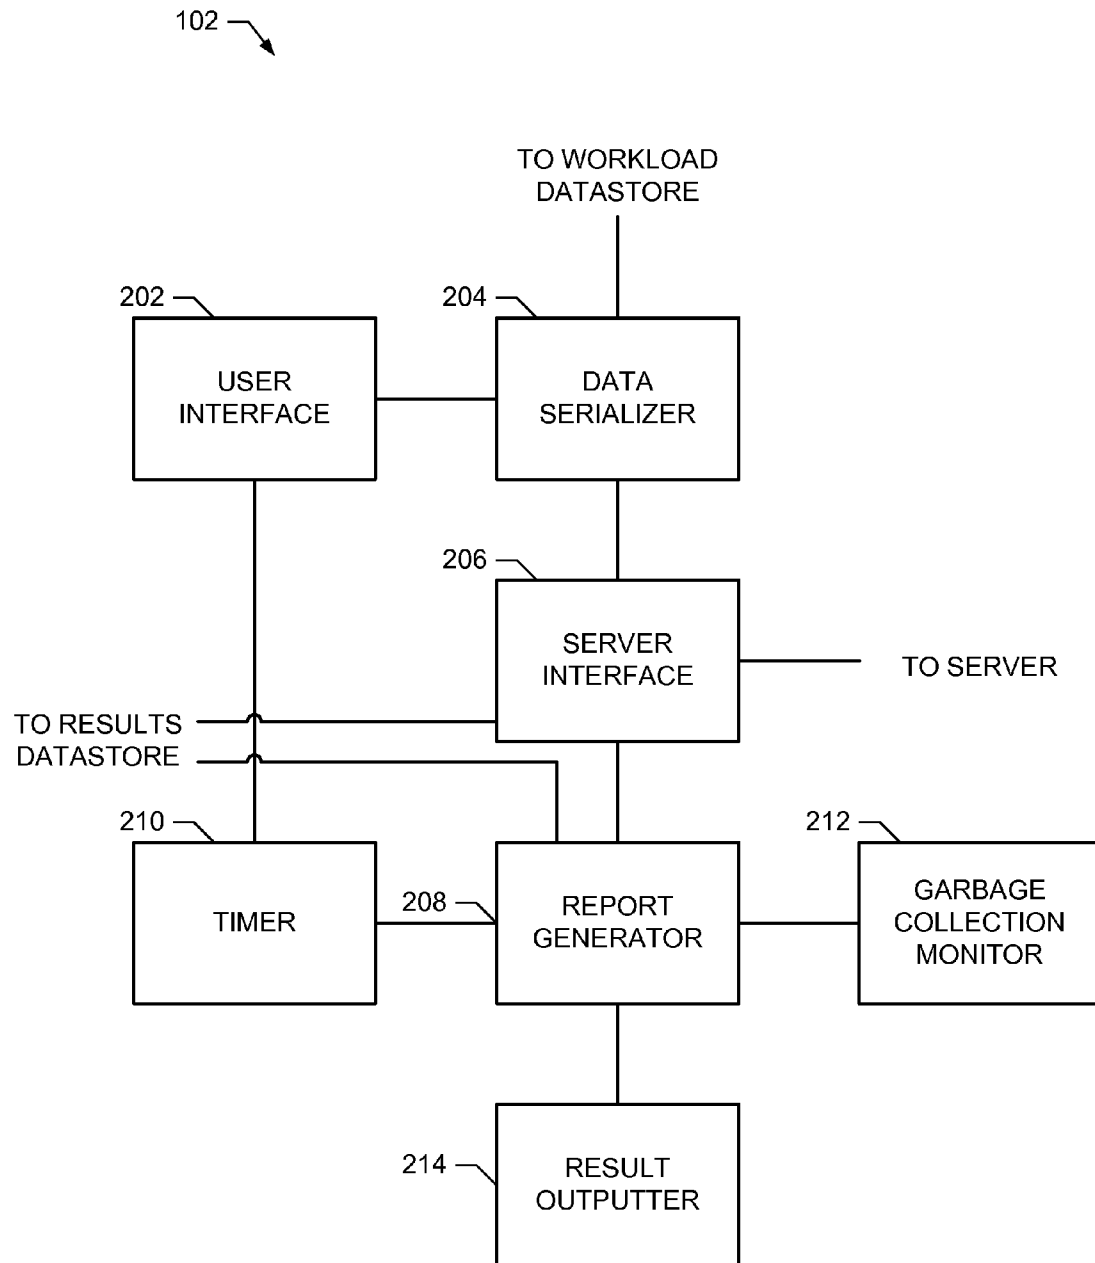 102
TO WORKLOAD
DATASTORE
202
204
USER
INTERFACE
DATA
SERIALIZER
206
SERVER
INTERFACE
TO SERVER
TO RESULTS
DATASTORE
210
212
TIMER
208
REPORT
GENERATOR
GARBAGE
COLLECTION
MONITOR
214
RESULT
OUTPUTTER